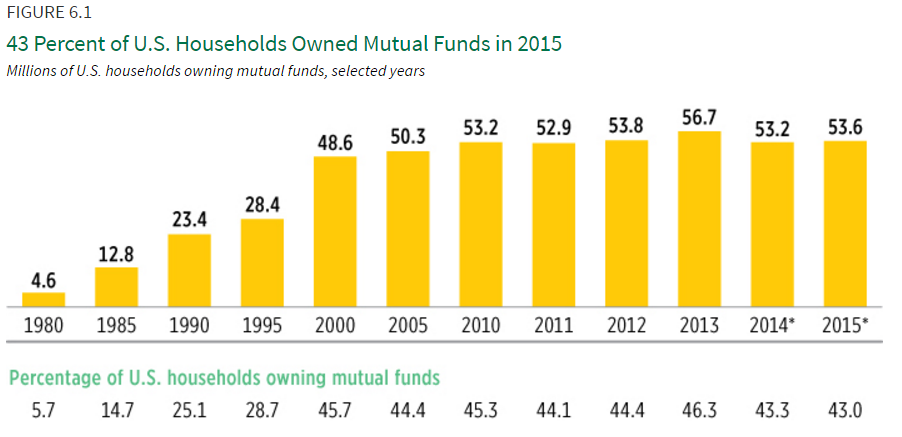 FIGURE 6.1
43 Percent of U.S. Households Owned Mutual Funds in 2015
Millions of U.S. households owning mutual funds, selected years
4.6 12.8 23.4 28.4 48.6 50.3 53.2 52.9 53.8 56.7 53.2 53.6
1980 1985 1990 1995 2000 2005 2010 2011 2012 2013 2014* 2015*
Percentage of U.S. households owning mutual funds
5.7 14.7 25.1 28.7 45.7 44.4 45.3 44.1 44.4 46.3 43.3 43.0